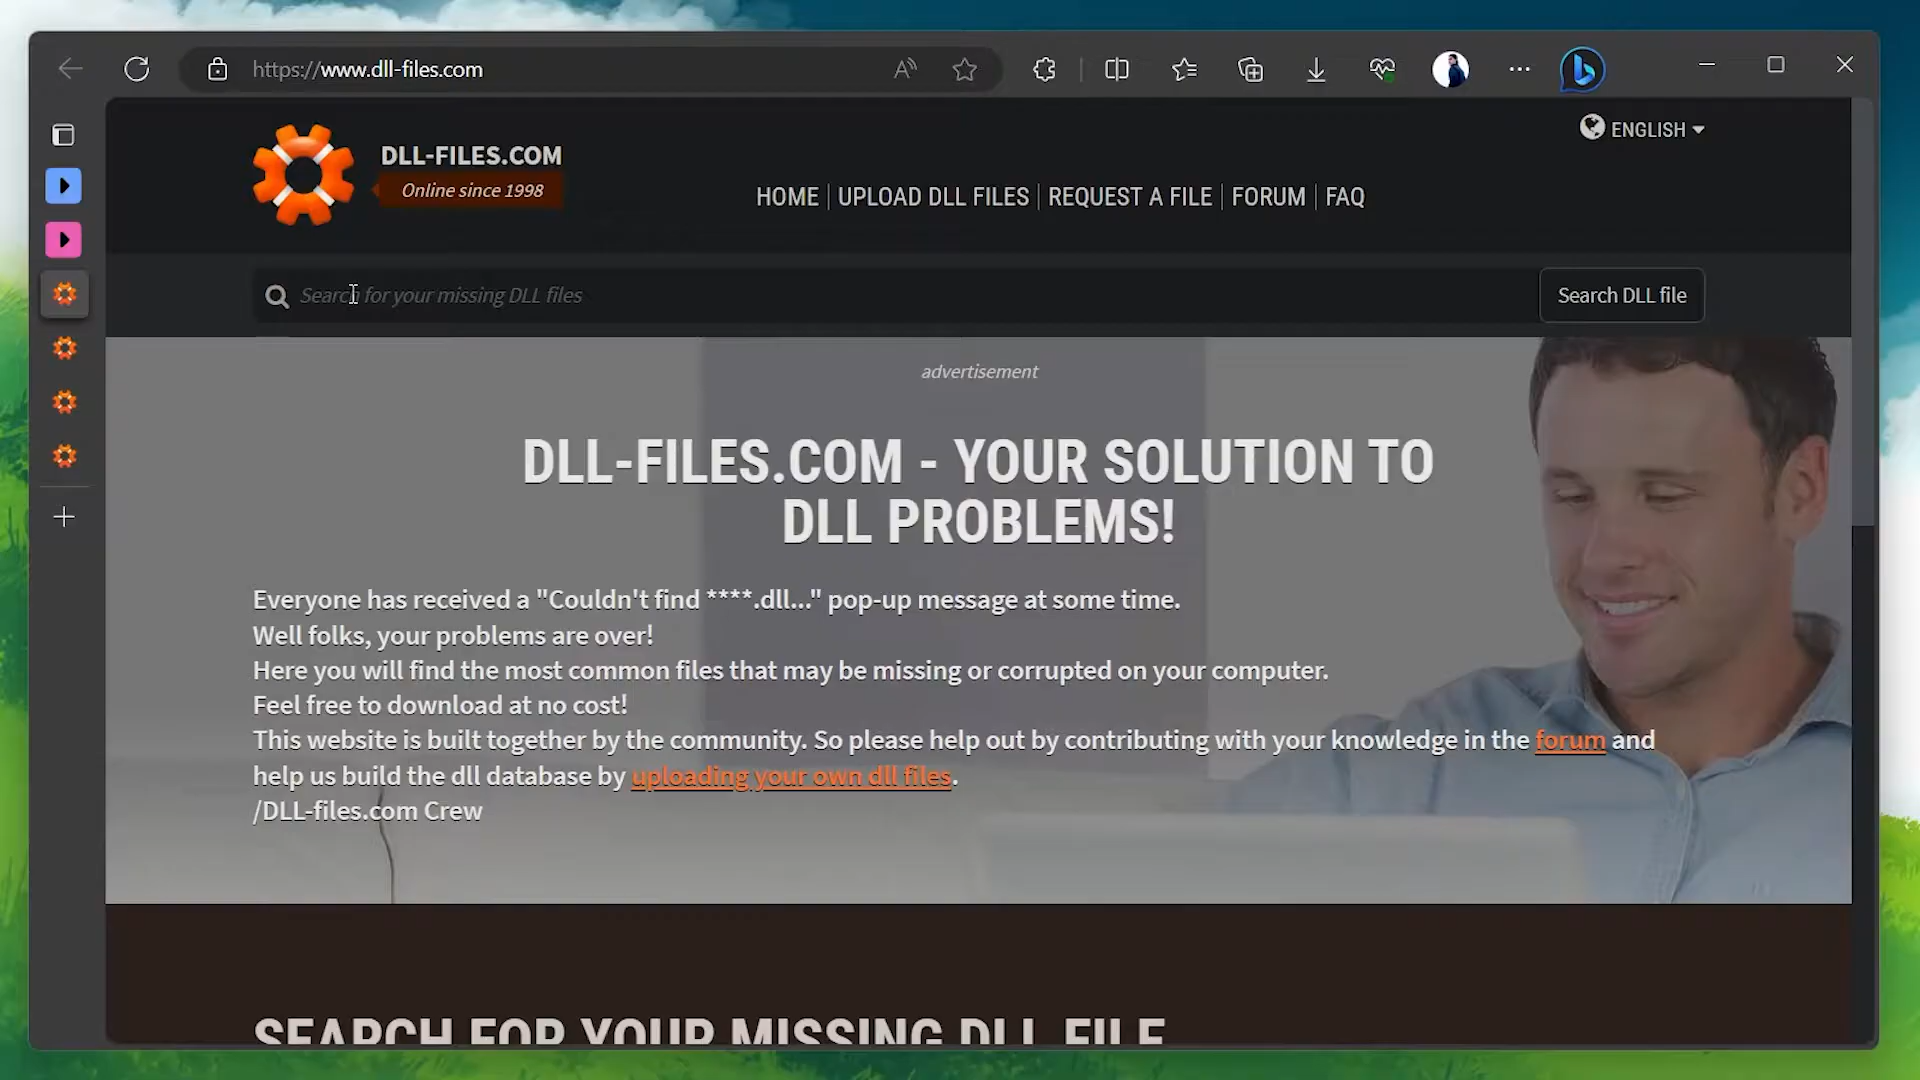 https://www.dll-files.com
ENGLISH
DLL-FILES.COM
Online since 1998
HOME | UPLOAD DLL FILES | REQUEST A FILE | FORUM | FAQ
Search for your missing DLL files
Search DLL file
advertisement
DLL-FILES.COM - YOUR SOLUTION TO
DLL PROBLEMS!
Everyone has received a "Couldn't find ****.dll..." pop-up message at some time.
Well folks, your problems are over!
Here you will find the most common files that may be missing or corrupted on your computer.
Feel free to download at no cost!
This website is built together by the community. So please help out by contributing with your knowledge in the forum and
help us build the dll database by uploading your own dll files.
/DLL-files.com Crew
SEARCH FOR YOUR MISSING DLL FILE